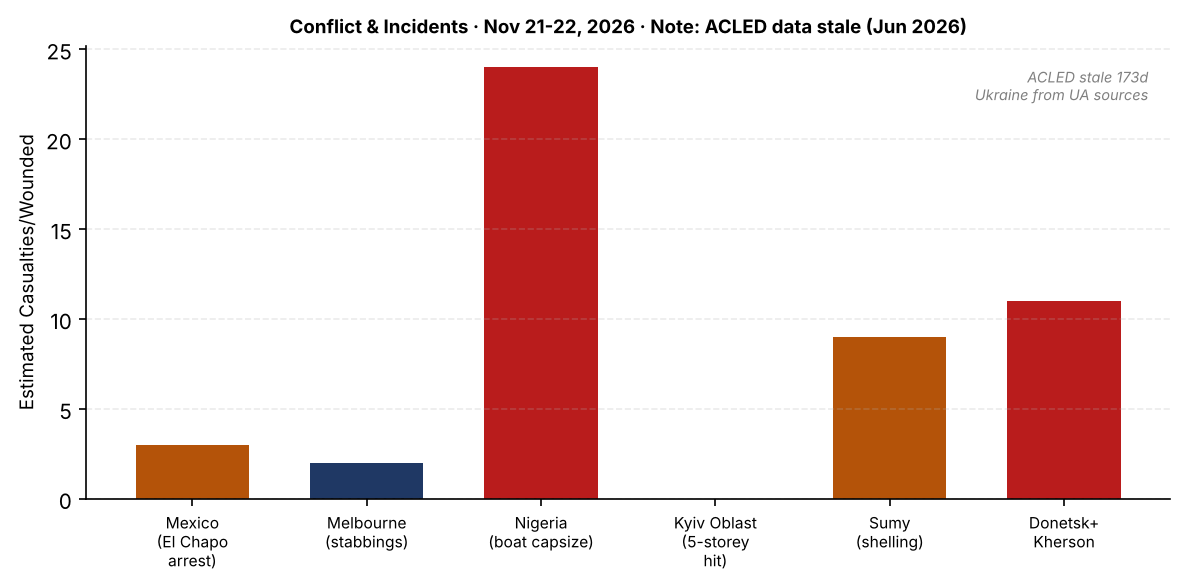 Conflict & Incidents · Nov 21-22, 2026 · Note: ACLED data stale (Jun 2026)
ACLED stale 173d
Ukraine from UA sources
Estimated Casualties/Wounded
25
20
15
10
5
0
Mexico
(El Chapo
arrest)
Melbourne
(stabbings)
Nigeria
(boat capsize)
Kyiv Oblast
(5-storey
hit)
Sumy
(shelling)
Donetsk+
Kherson